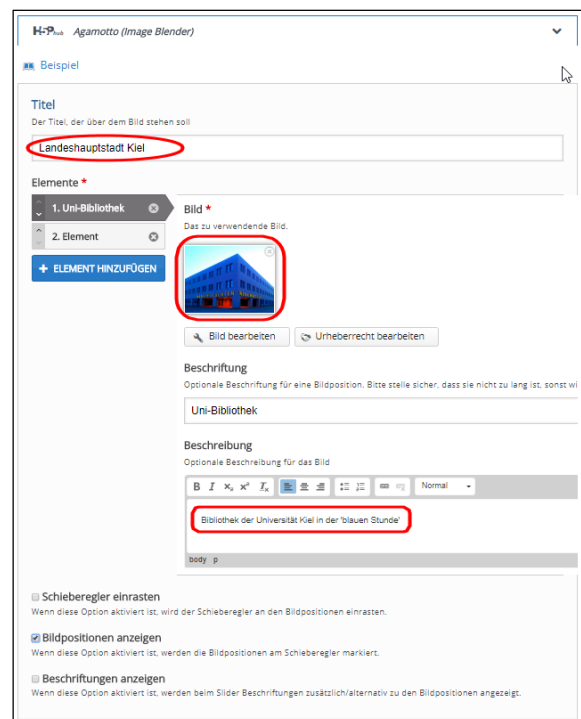 H5P hub Agamotto (Image Blender)
Beispiel
Titel
Der Titel, der über dem Bild stehen soll
Landeshauptstadt Kiel
Elemente *
1. Uni-Bibliothek
2. Element
+ ELEMENT HINZUFÜGEN
Bild *
Das zu verwendende Bild.
Bild bearbeiten
Urheberrecht bearbeiten
Beschriftung
Optionale Beschriftung für eine Bildposition. Bitte stelle sicher, dass sie nicht zu lang ist, sonst wi
Uni-Bibliothek
Beschreibung
Optionale Beschreibung für das Bild
B I x₂ x² Tx Normal
Bibliothek der Universität Kiel in der 'blauen Stunde'
body p
Schieberegler einrasten
Wenn diese Option aktiviert ist, wird der Schieberegler an den Bildpositionen einrasten.
Bildpositionen anzeigen
Wenn diese Option aktiviert ist, werden die Bildpositionen am Schieberegler markiert.
Beschriftungen anzeigen
Wenn diese Option aktiviert ist, werden beim Slider Beschriftungen zusätzlich/alternativ zu den Bildpositionen angezeigt.